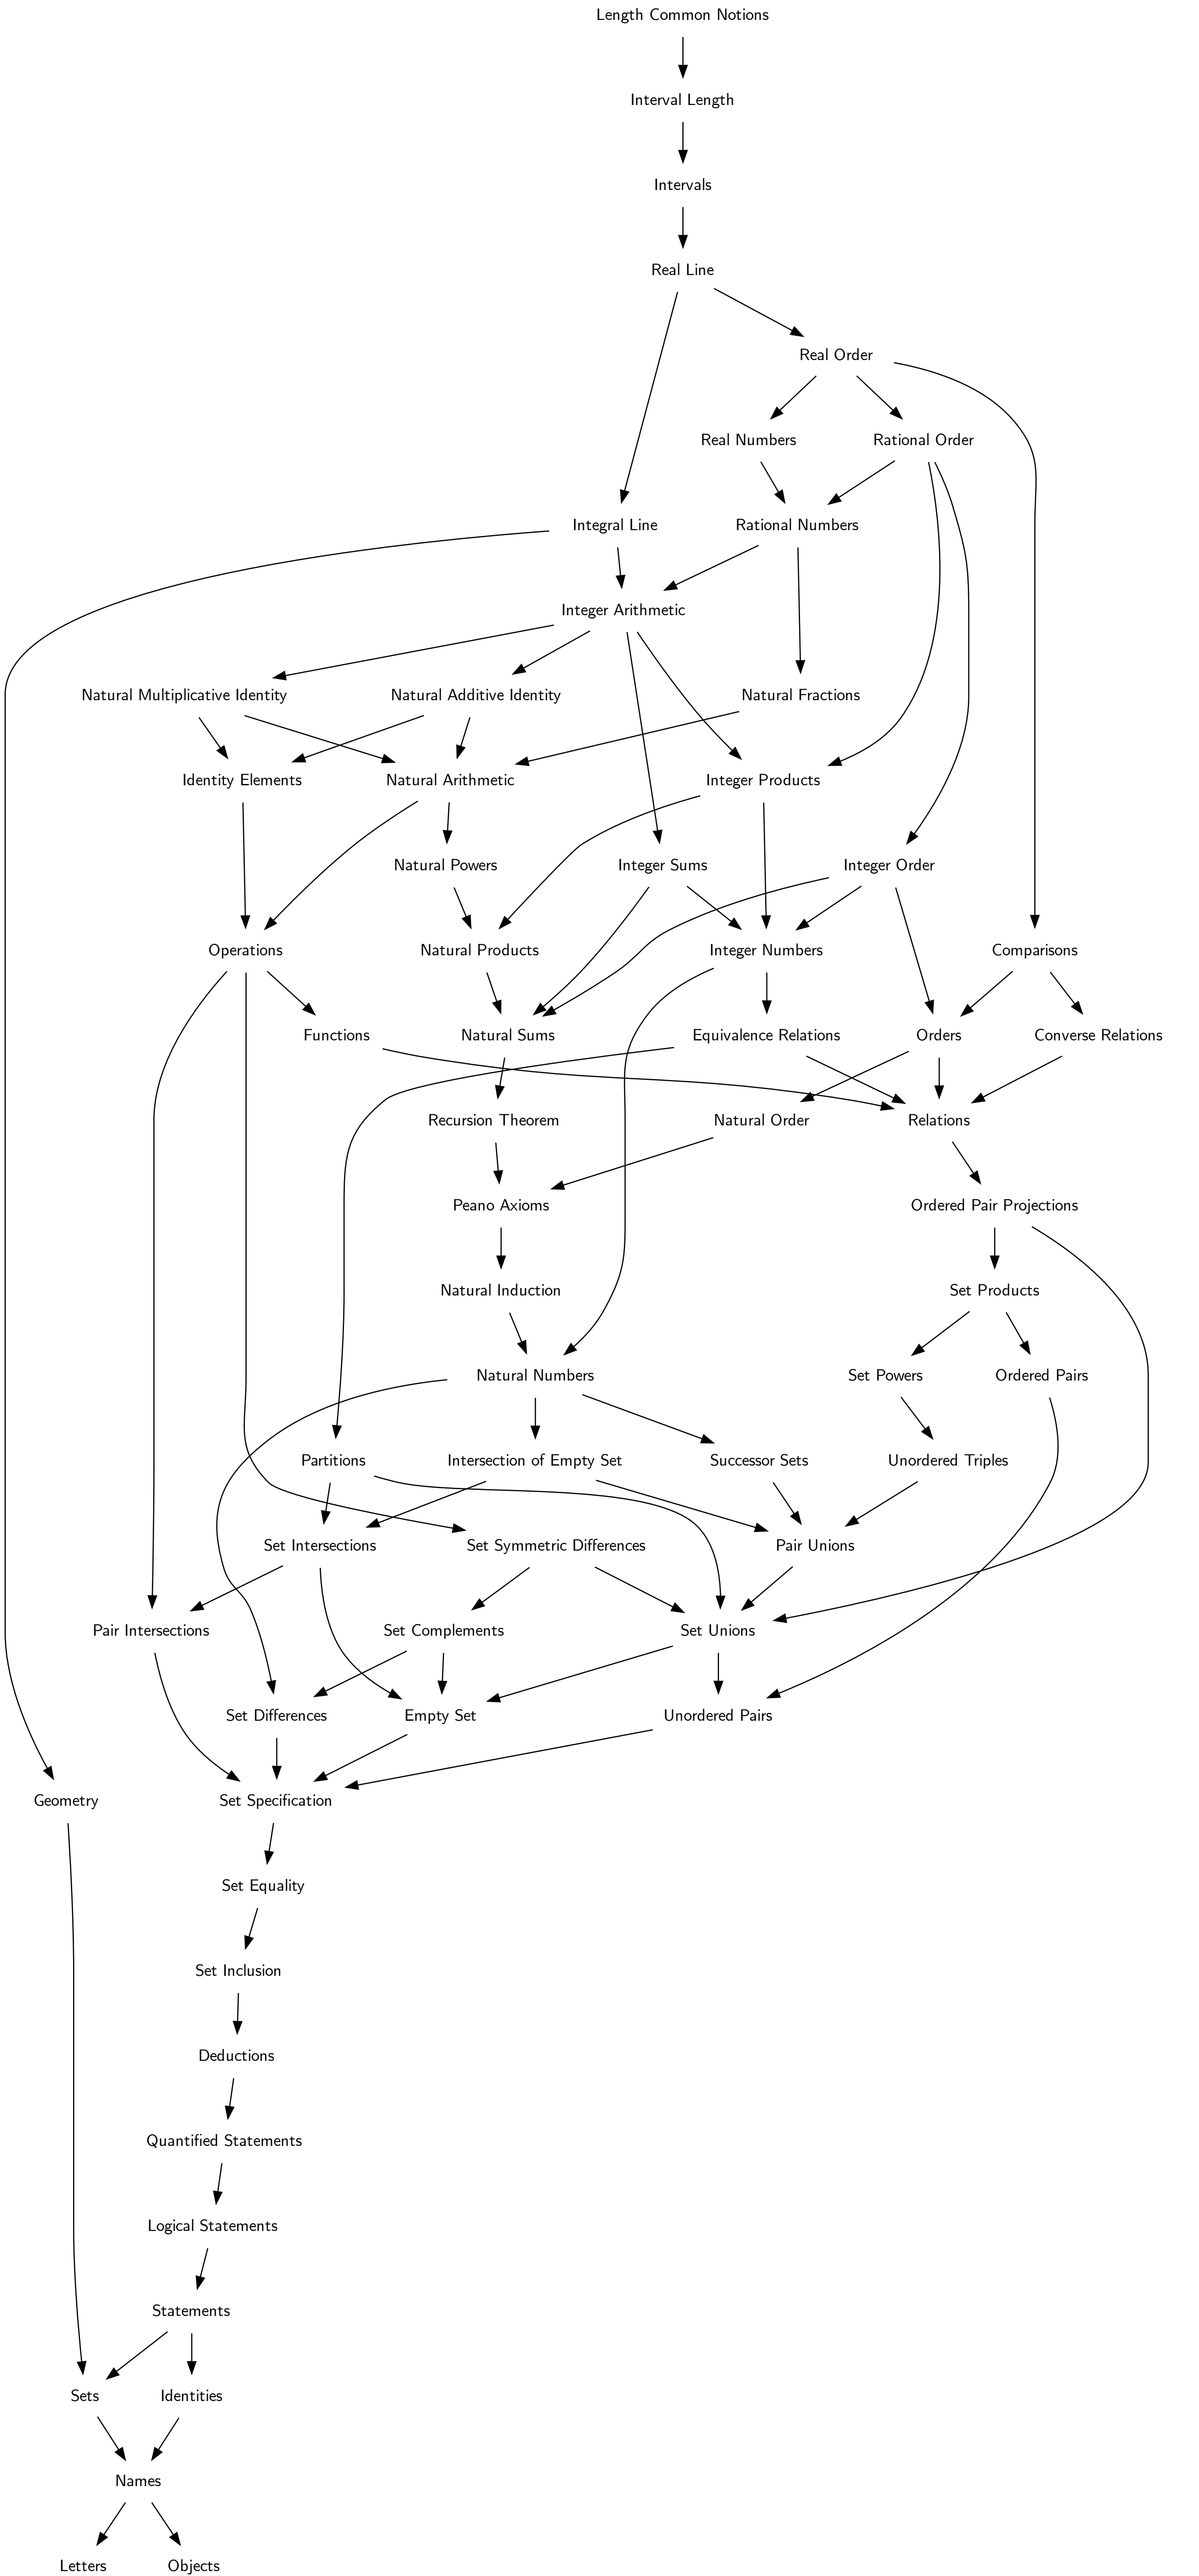 Length Common Notions
Interval Length
Intervals
Real Line
Real Order
Real Numbers
Rational Order
Integral Line
Rational Numbers
Integer Arithmetic
Natural Multiplicative Identity
Natural Additive Identity
Natural Fractions
Identity Elements
Natural Arithmetic
Integer Products
Natural Powers
Integer Sums
Integer Order
Operations
Natural Products
Integer Numbers
Comparisons
Functions
Natural Sums
Equivalence Relations
Orders
Converse Relations
Recursion Theorem
Natural Order
Relations
Peano Axioms
Ordered Pair Projections
Natural Induction
Set Products
Natural Numbers
Set Powers
Ordered Pairs
Partitions
Intersection of Empty Set
Successor Sets
Unordered Triples
Set Intersections
Set Symmetric Differences
Pair Unions
Pair Intersections
Set Complements
Set Unions
Set Differences
Empty Set
Unordered Pairs
Geometry
Set Specification
Set Equality
Set Inclusion
Deductions
Quantified Statements
Logical Statements
Statements
Sets
Identities
Names
Letters
Objects